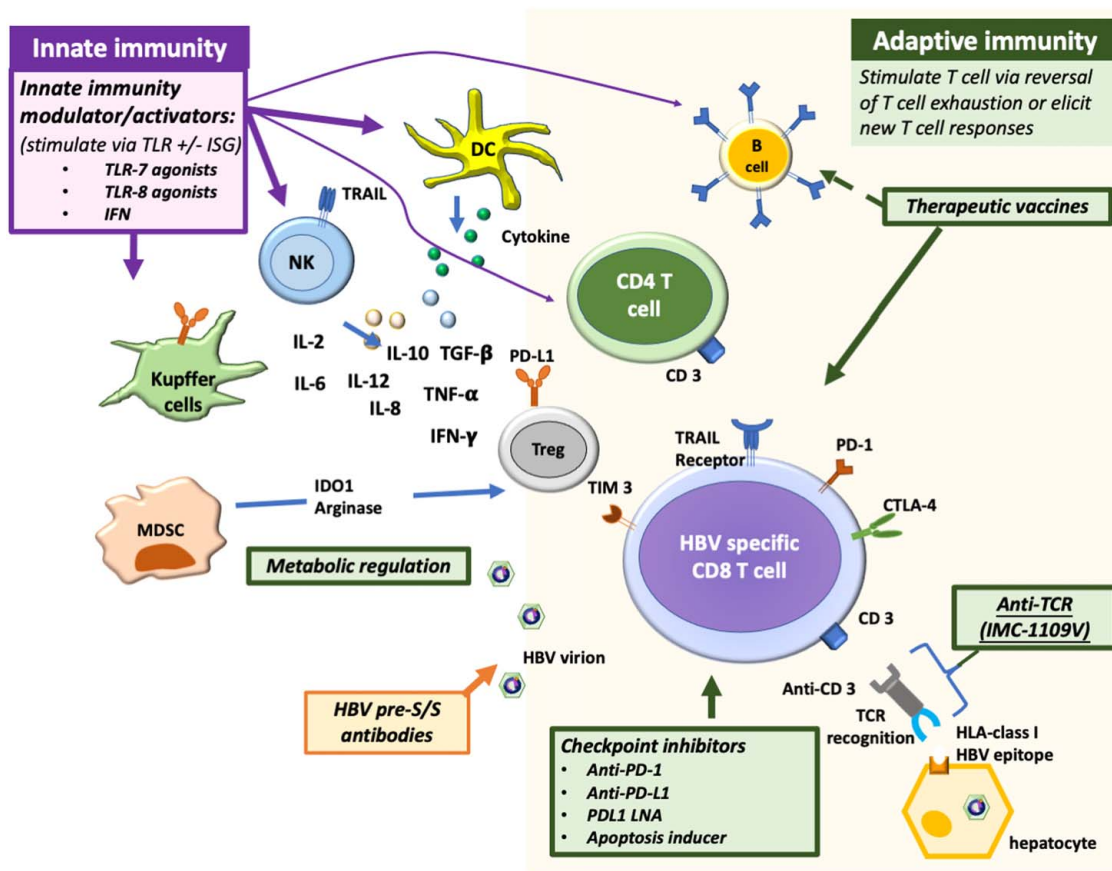 Innate immunity
Innate immunity
modulator/activators:
(stimulate via TLR +/- ISG)
• TLR-7 agonists
• TLR-8 agonists
• IFN
Adaptive immunity
Stimulate T cell via reversal
of T cell exhaustion or elicit
new T cell responses
DC
B
cell
TRAIL
NK
Cytokine
Therapeutic vaccines
CD4 T
cell
CD 3
Kupffer
cells
IL-2
IL-10
TGF-β
PD-L1
IL-6
IL-12
TNF-α
IL-8
IFN-γ
Treg
TRAIL
Receptor
PD-1
TIM 3
CTLA-4
MDSC
IDO1
Arginase
HBV specific
CD8 T cell
Metabolic regulation
CD 3
Anti-TCR
(IMC-1109V)
HBV virion
HBV pre-S/S
antibodies
Anti-CD 3
TCR
recognition
HLA-class I
HBV epitope
Checkpoint inhibitors
• Anti-PD-1
• Anti-PD-L1
• PDL1 LNA
• Apoptosis inducer
hepatocyte